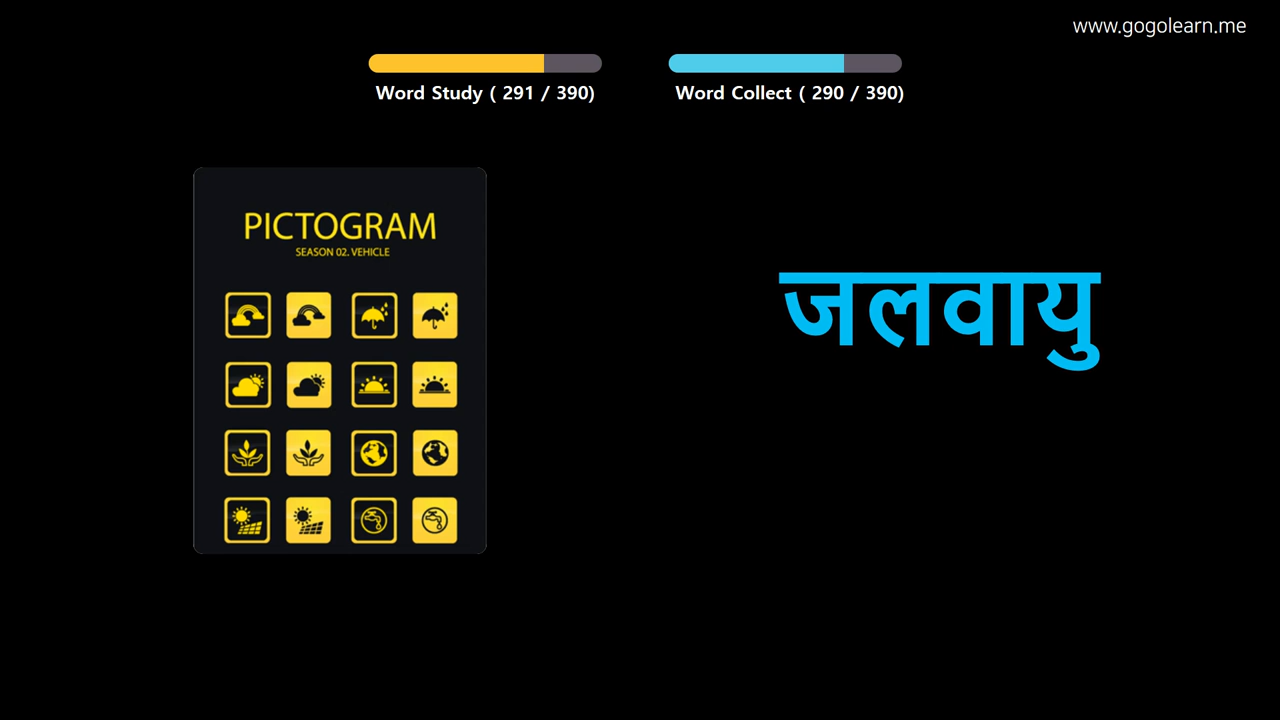 www.gogolearn.me
Word Study ( 291 / 390)
Word Collect ( 290 / 390)
PICTOGRAM
SEASON 02. VEHICLE
जलवायु